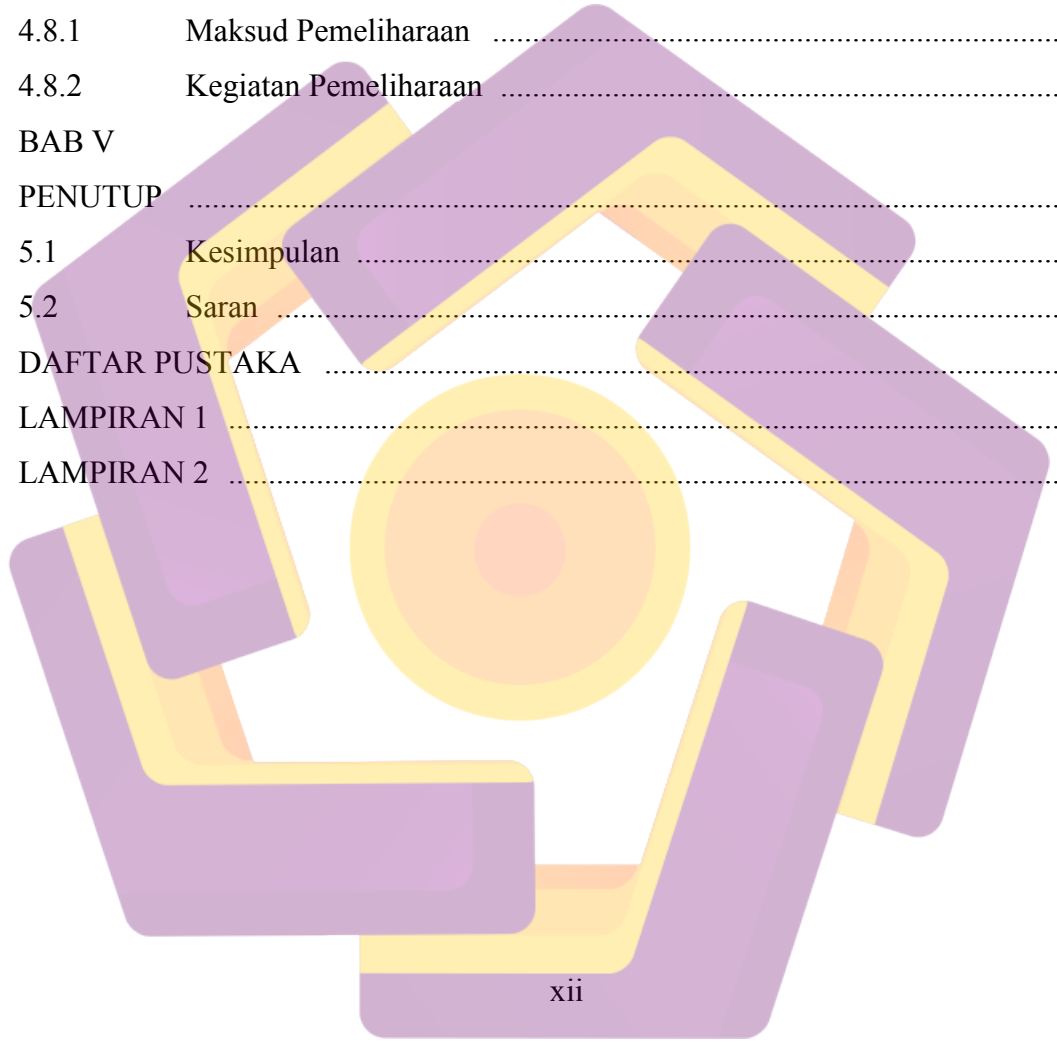 4.8.1 Maksud Pemeliharaan ........................................................................
4.8.2 Kegiatan Pemeliharaan ........................................................................
BAB V
PENUTUP ........................................................................
5.1 Kesimpulan ........................................................................
5.2 Saran ........................................................................
DAFTAR PUSTAKA ........................................................................
LAMPIRAN 1 ........................................................................
LAMPIRAN 2 ........................................................................
xii